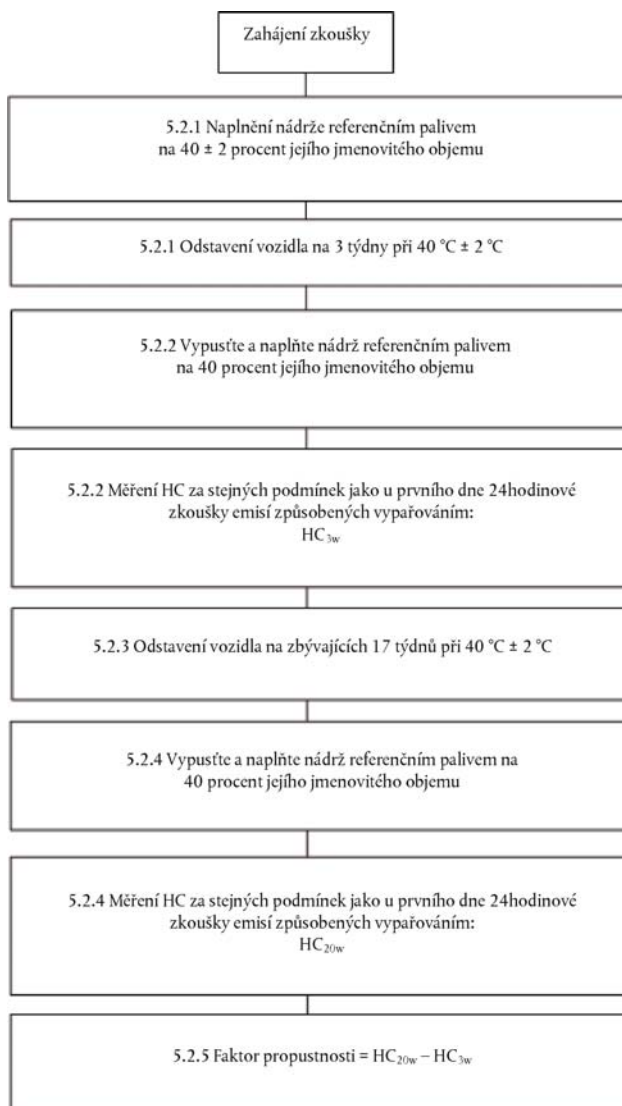 Zahájení zkoušky
5.2.1 Naplnění nádrže referenčním palivem
na 40 ± 2 procent jejího jmenovitého objemu
5.2.1 Odstavení vozidla na 3 týdny při 40 °C ± 2 °C
5.2.2 Vypusťte a naplňte nádrž referenčním palivem
na 40 procent jejího jmenovitého objemu
5.2.2 Měření HC za stejných podmínek jako u prvního dne 24hodinové
zkoušky emisí způsobených vypařováním:
HC3w
5.2.3 Odstavení vozidla na zbývajících 17 týdnů při 40 °C ± 2 °C
5.2.4 Vypusťte a naplňte nádrž referenčním palivem na
40 procent jejího jmenovitého objemu
5.2.4 Měření HC za stejných podmínek jako u prvního dne 24hodinové
zkoušky emisí způsobených vypařováním:
HC20w
5.2.5 Faktor propustnosti = HC20w – HC3w